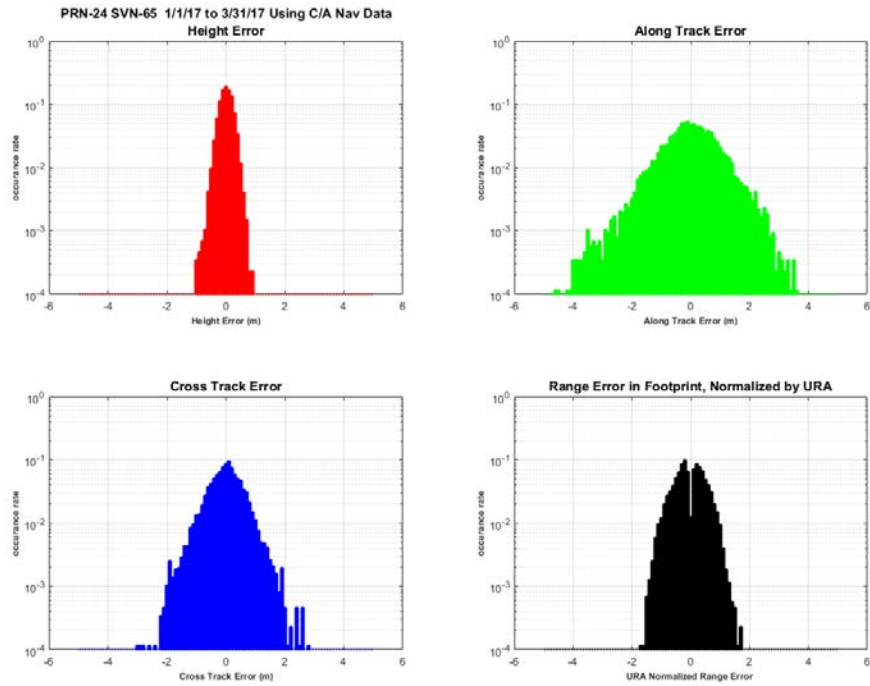 PRN-24 SVN-65 1/1/17 to 3/31/17 Using C/A Nav Data
Height Error
10^0
10^-1
10^-2
10^-3
10^-4
occurance rate
-6 -4 -2 0 2 4 6
Height Error (m)
Along Track Error
10^0
10^-1
10^-2
10^-3
10^-4
occurance rate
-6 -4 -2 0 2 4 6
Along Track Error (m)
Cross Track Error
10^0
10^-1
10^-2
10^-3
10^-4
occurance rate
-6 -4 -2 0 2 4 6
Cross Track Error (m)
Range Error in Footprint, Normalized by URA
10^0
10^-1
10^-2
10^-3
10^-4
occurance rate
-6 -4 -2 0 2 4 6
URA Normalized Range Error